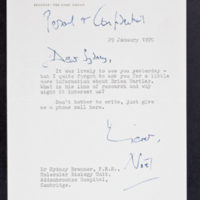 Personal & Confidential
29 January 1970
Dear Sydney,
It was lovely to see you yesterday -
but I quite forgot to ask you for a little
more information about Brian Hartley.
What is his line of research and why
might it interest us?
Don't bother to write, just give us
a phone call here.
Noel
Dr Sydney Brenner, F.R.S.,
Molecular Biology Unit,
Addenbrookes Hospital,
Cambridge.